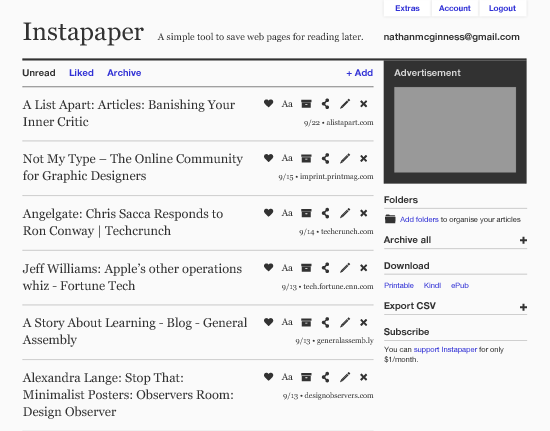 Extras Account Logout
Instapaper A simple tool to save web pages for reading later. nathanmcginness@gmail.com
Unread Liked Archive + Add
A List Apart: Articles: Banishing Your
Inner Critic
Aa
9/22 • alistapart.com
Not My Type – The Online Community
for Graphic Designers
Aa
9/15 • imprint.printmag.com
Angelgate: Chris Sacca Responds to
Ron Conway | Techcrunch
Aa
9/14 • techcrunch.com
Jeff Williams: Apple’s other operations
whiz - Fortune Tech
Aa
9/13 • tech.fortune.cnn.com
A Story About Learning - Blog - General
Assembly
Aa
9/13 • generalassemb.ly
Alexandra Lange: Stop That:
Minimalist Posters: Observers Room:
Design Observer
Aa
9/13 • designobservers.com
Advertisement
Folders
Add folders to organise your articles
Archive all +
Download
Printable Kindl ePub
Export CSV +
Subscribe
You can support Instapaper for only
$1/month.